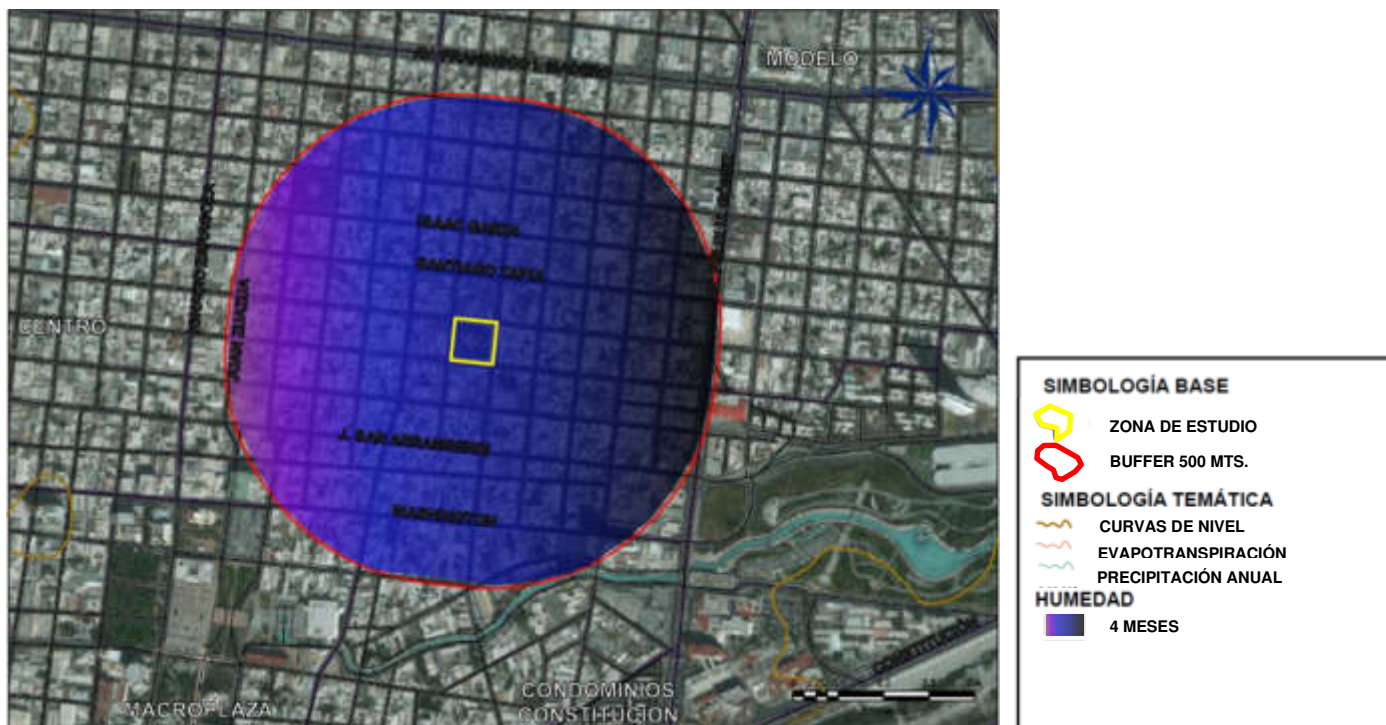 MODELO
ISAAC GARZA
SANTIAGO TAPIA
CENTRO
WASHINGTON
MACROPLAZA
CONDOMINIOS
CONSTITUCIÓN
SIMBOLOGÍA BASE
ZONA DE ESTUDIO
BUFFER 500 MTS.
SIMBOLOGÍA TEMÁTICA
CURVAS DE NIVEL
EVAPOTRANSPIRACIÓN
PRECIPITACIÓN ANUAL
HUMEDAD
4 MESES